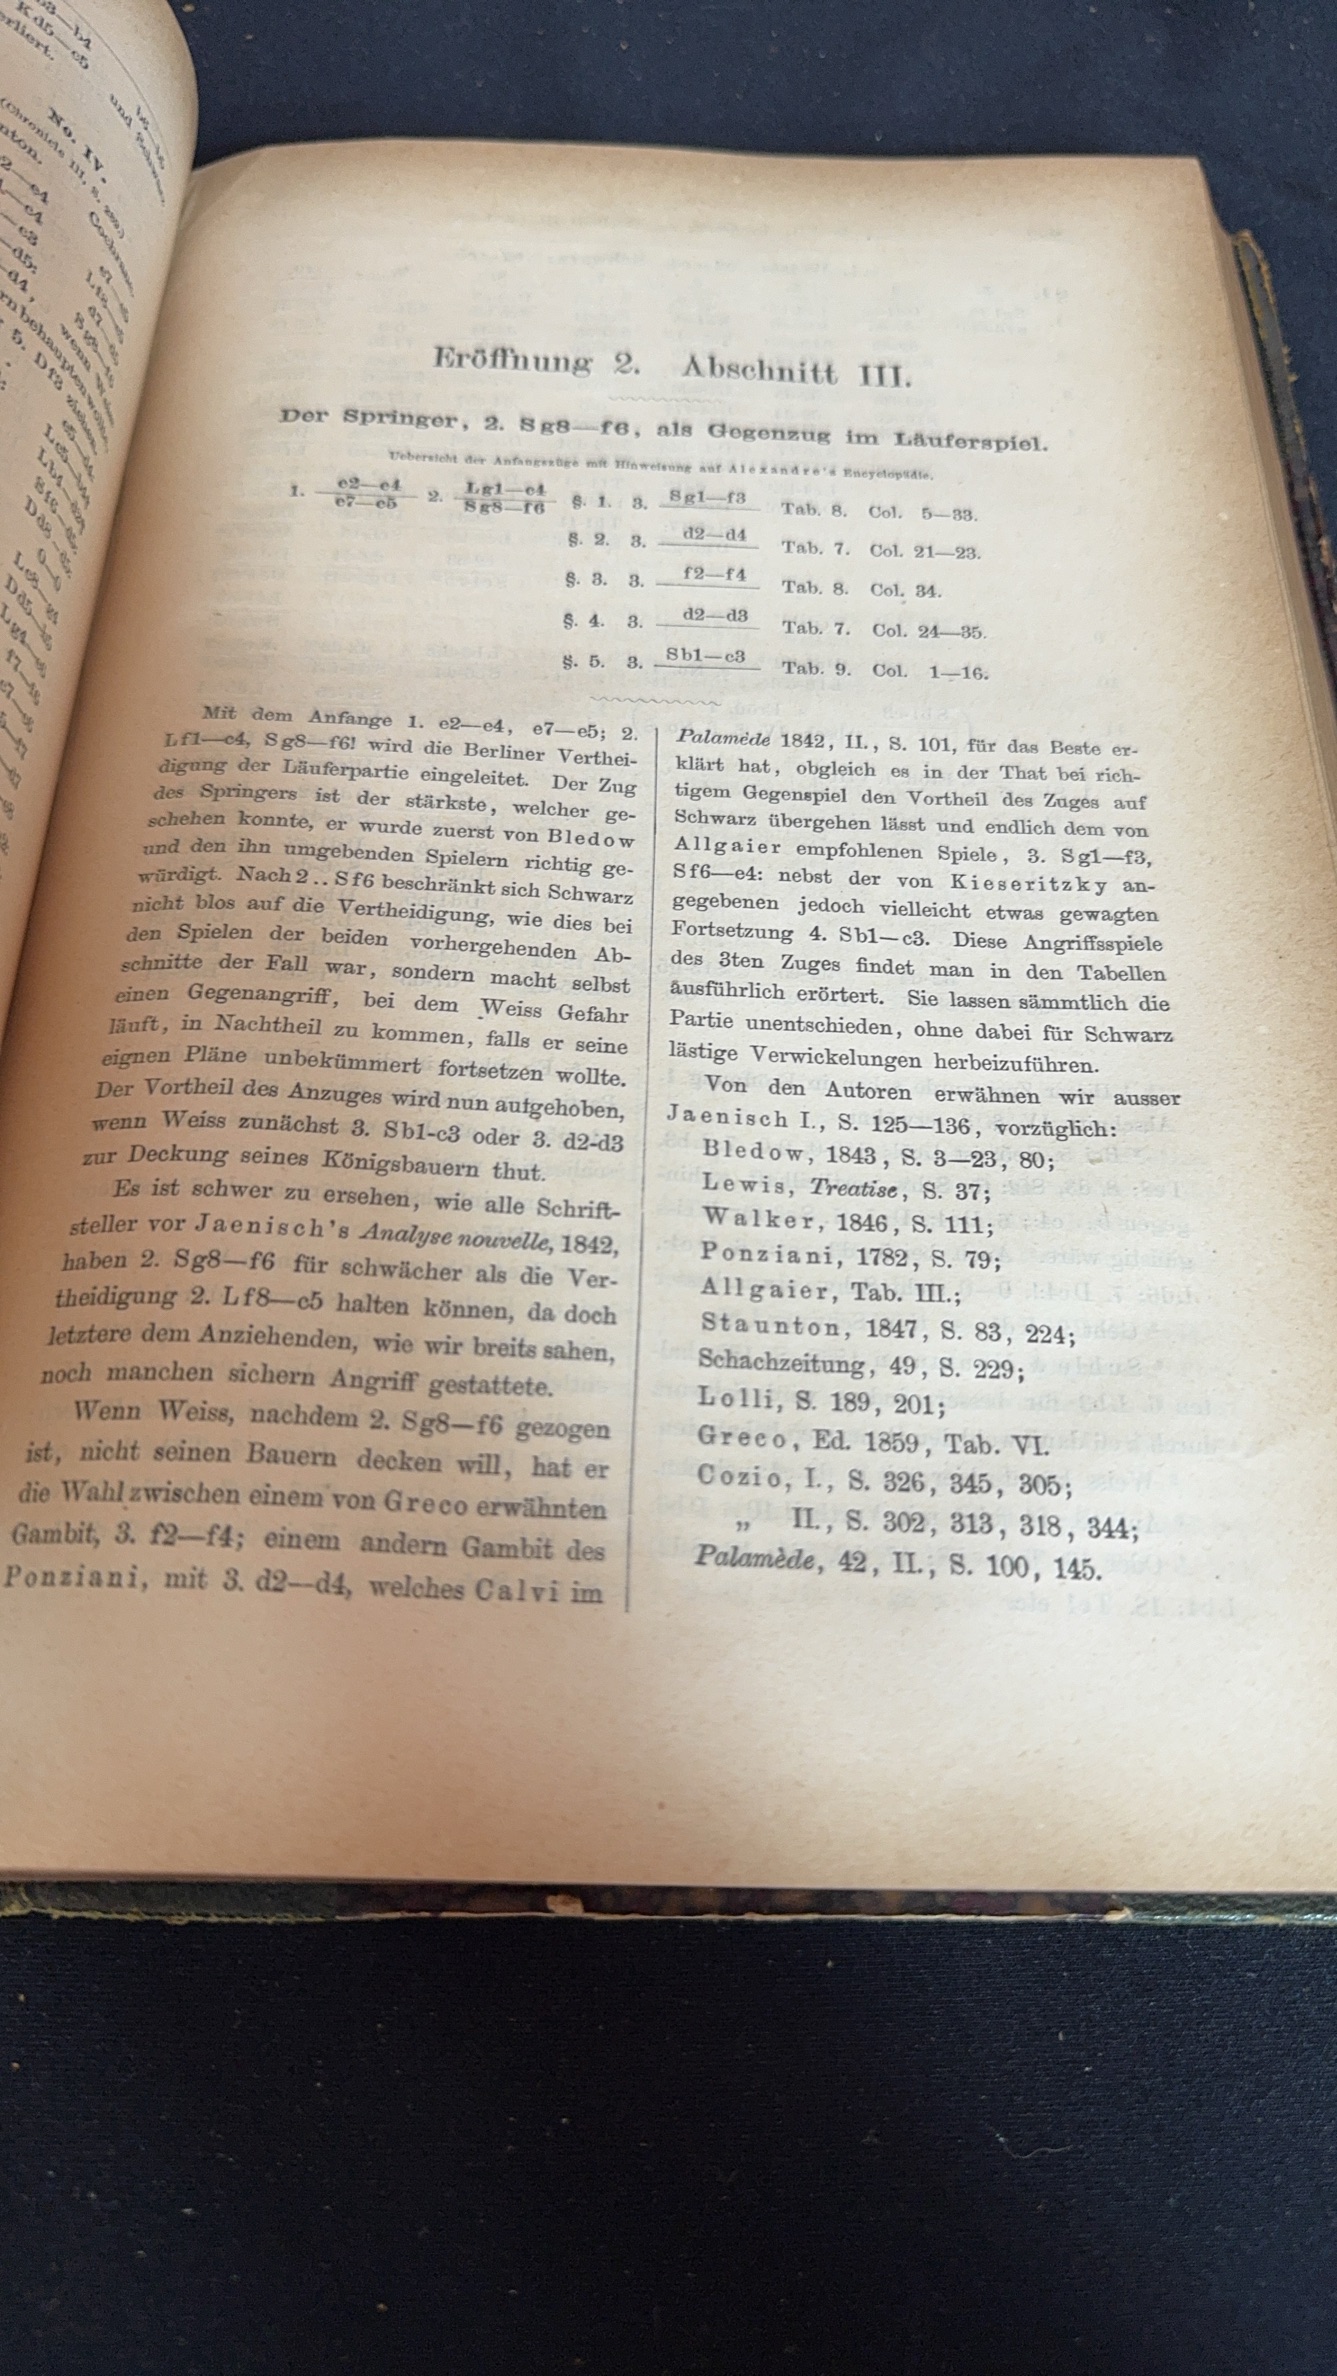 No. IV.
Eröffnung 2. Abschnitt III.
Der Springer, 2. Sg8—f6, als Gegenzug im Läuferspiel.
Uebersicht der Anfangszüge mit Hinweisung auf Alexandre's Encyclopädie.
1. e2—e4 2. Lg1—c4 §. 1. 3. Sg1—f3 Tab. 8. Col. 5—33.
e7—e5 Sg8—f6
§. 2. 3. d2—d4 Tab. 7. Col. 21—23.
§. 3. 3. f2—f4 Tab. 8. Col. 34.
§. 4. 3. d2—d3 Tab. 7. Col. 24—35.
§. 5. 3. Sb1—c3 Tab. 9. Col. 1—16.
Mit dem Anfange 1. e2—e4, e7—e5; 2.
Lf1—c4, Sg8—f6! wird die Berliner Verthei-
digung der Läuferpartie eingeleitet. Der Zug
des Springers ist der stärkste, welcher ge-
schehen konnte, er wurde zuerst von Bledow
und den ihn umgebenden Spielern richtig ge-
würdigt. Nach 2 .. Sf6 beschränkt sich Schwarz
nicht blos auf die Vertheidigung, wie dies bei
den Spielen der beiden vorhergehenden Ab-
schnitte der Fall war, sondern macht selbst
einen Gegenangriff, bei dem Weiss Gefahr
läuft, in Nachtheil zu kommen, falls er seine
eignen Pläne unbekümmert fortsetzen wollte.
Der Vortheil des Anzuges wird nun aufgehoben,
wenn Weiss zunächst 3. Sb1-c3 oder 3. d2-d3
zur Deckung seines Königsbauern thut.
Es ist schwer zu ersehen, wie alle Schrift-
steller vor Jaenisch's Analyse nouvelle, 1842,
haben 2. Sg8—f6 für schwächer als die Ver-
theidigung 2. Lf8—c5 halten können, da doch
letztere dem Anziehenden, wie wir breits sahen,
noch manchen sichern Angriff gestattete.
Wenn Weiss, nachdem 2. Sg8—f6 gezogen
ist, nicht seinen Bauern decken will, hat er
die Wahl zwischen einem von Greco erwähnten
Gambit, 3. f2—f4; einem andern Gambit des
Ponziani, mit 3. d2—d4, welches Calvi im
Palamède 1842, II., S. 101, für das Beste er-
klärt hat, obgleich es in der That bei rich-
tigem Gegenspiel den Vortheil des Zuges auf
Schwarz übergehen lässt und endlich dem von
Allgaier empfohlenen Spiele, 3. Sg1—f3,
Sf6—e4: nebst der von Kieseritzky an-
gegebenen jedoch vielleicht etwas gewagten
Fortsetzung 4. Sb1—c3. Diese Angriffsspiele
des 3ten Zuges findet man in den Tabellen
ausführlich erörtert. Sie lassen sämmtlich die
Partie unentschieden, ohne dabei für Schwarz
lästige Verwickelungen herbeizuführen.
Von den Autoren erwähnen wir ausser
Jaenisch I., S. 125—136, vorzüglich:
Bledow, 1843, S. 3—23, 80;
Lewis, Treatise, S. 37;
Walker, 1846, S. 111;
Ponziani, 1782, S. 79;
Allgaier, Tab. III.;
Staunton, 1847, S. 83, 224;
Schachzeitung, 49, S. 229;
Lolli, S. 189, 201;
Greco, Ed. 1859, Tab. VI.
Cozio, I., S. 326, 345, 305;
„ II., S. 302, 313, 318, 344;
Palamède, 42, II., S. 100, 145.